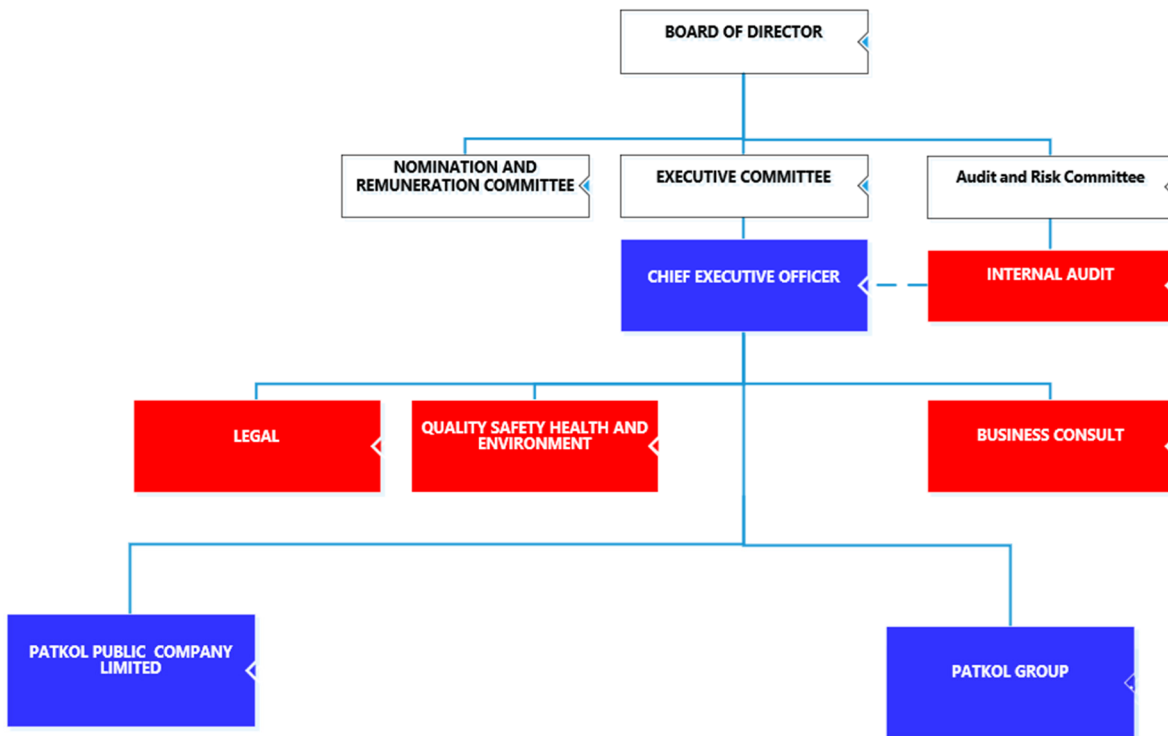 BOARD OF DIRECTOR
NOMINATION AND
REMUNERATION COMMITTEE
EXECUTIVE COMMITTEE
Audit and Risk Committee
CHIEF EXECUTIVE OFFICER
INTERNAL AUDIT
LEGAL
QUALITY SAFETY HEALTH AND
ENVIRONMENT
BUSINESS CONSULT
PATKOL PUBLIC  COMPANY
LIMITED
PATKOL GROUP